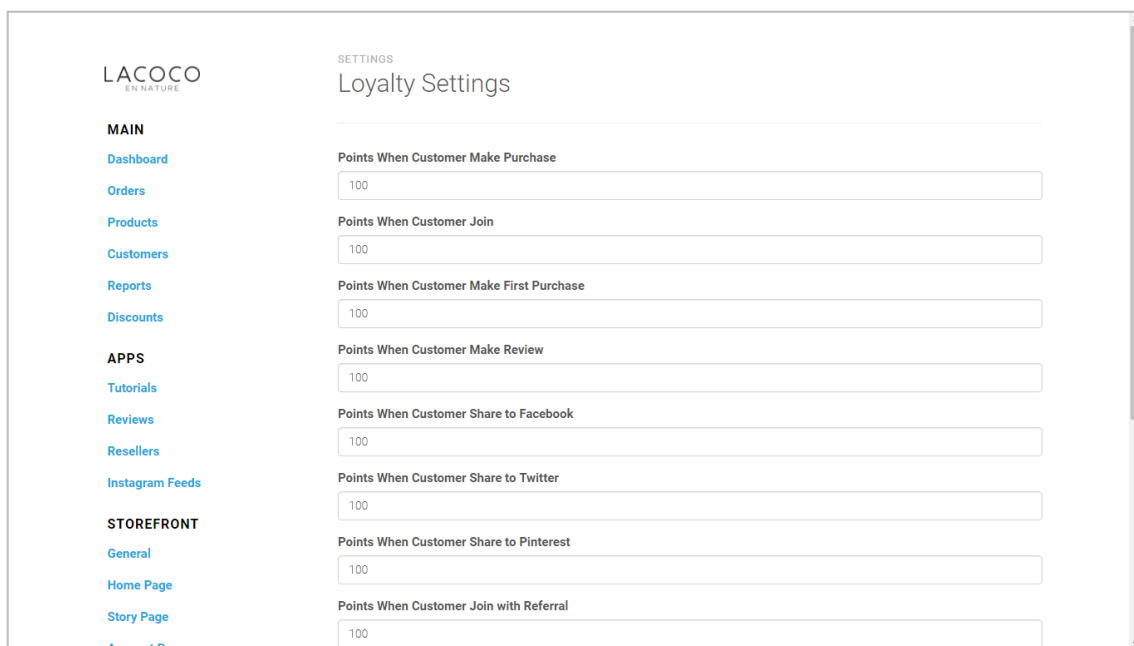 LACOCO
EN NATURE
MAIN
Dashboard
Orders
Products
Customers
Reports
Discounts
APPS
Tutorials
Reviews
Resellers
Instagram Feeds
STOREFRONT
General
Home Page
Story Page
SETTINGS
Loyalty Settings
Points When Customer Make Purchase
100
Points When Customer Join
100
Points When Customer Make First Purchase
100
Points When Customer Make Review
100
Points When Customer Share to Facebook
100
Points When Customer Share to Twitter
100
Points When Customer Share to Pinterest
100
Points When Customer Join with Referral
100